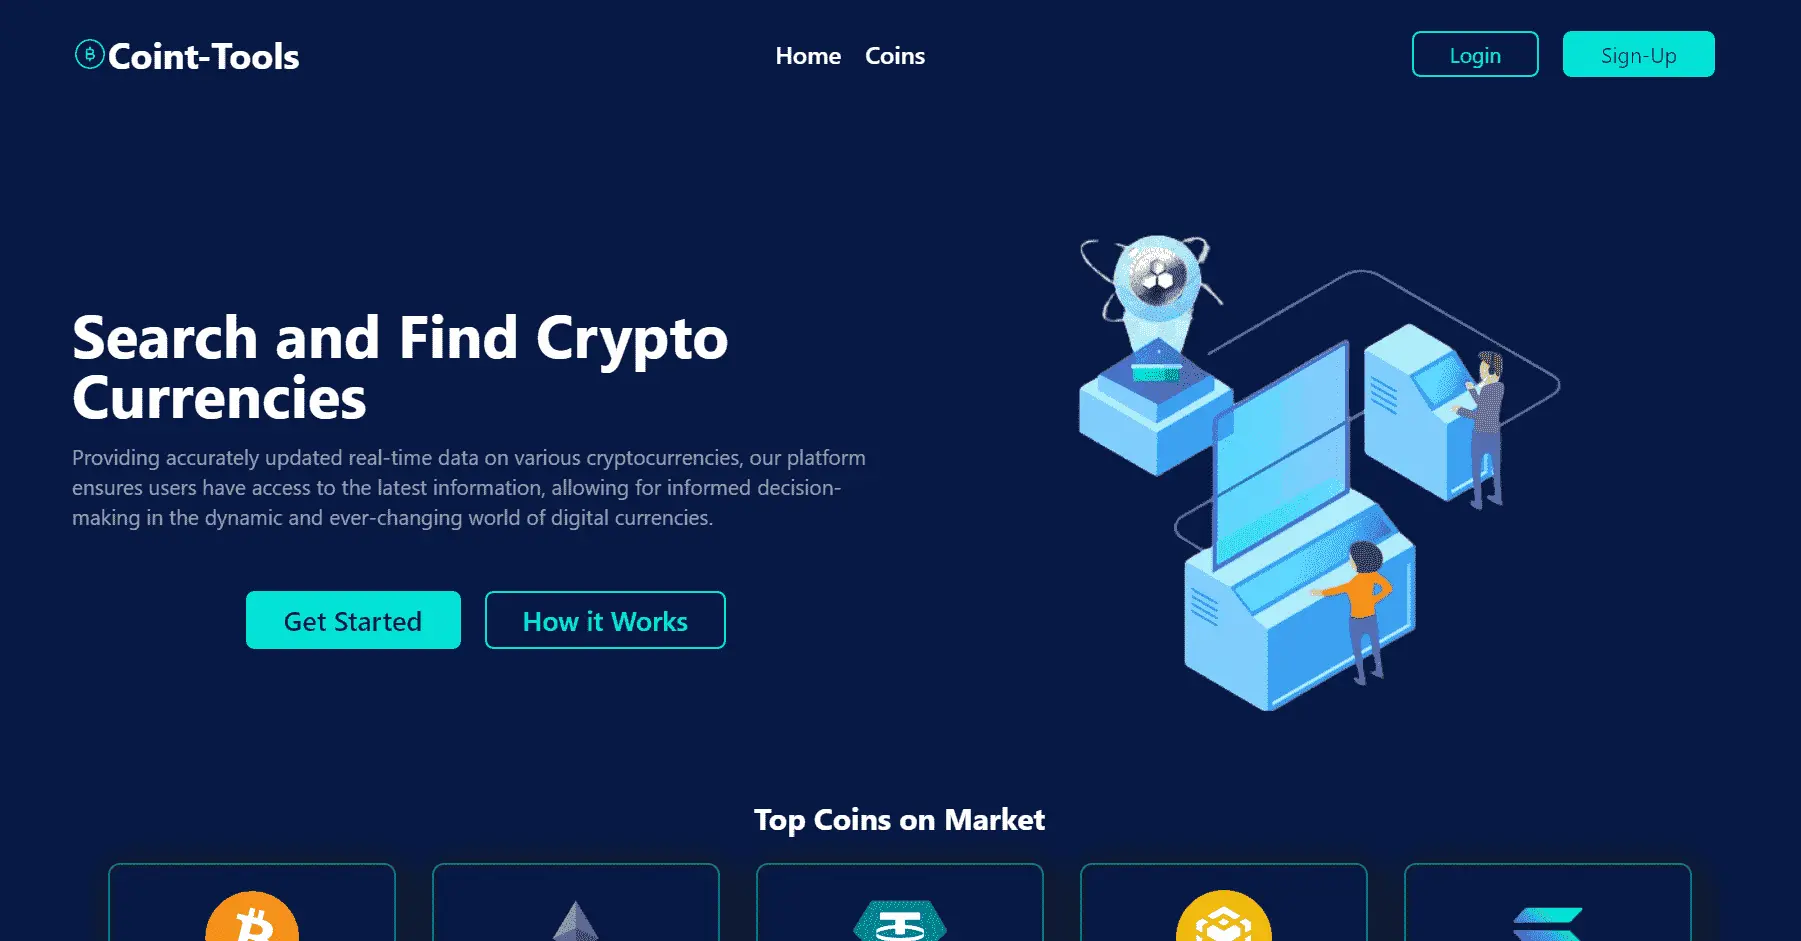 Coint-Tools
Home
Coins
Login
Sign-Up
Search and Find Crypto
Currencies
Providing accurately updated real-time data on various cryptocurrencies, our platform
ensures users have access to the latest information, allowing for informed decision-
making in the dynamic and ever-changing world of digital currencies.
Get Started
How it Works
Top Coins on Market